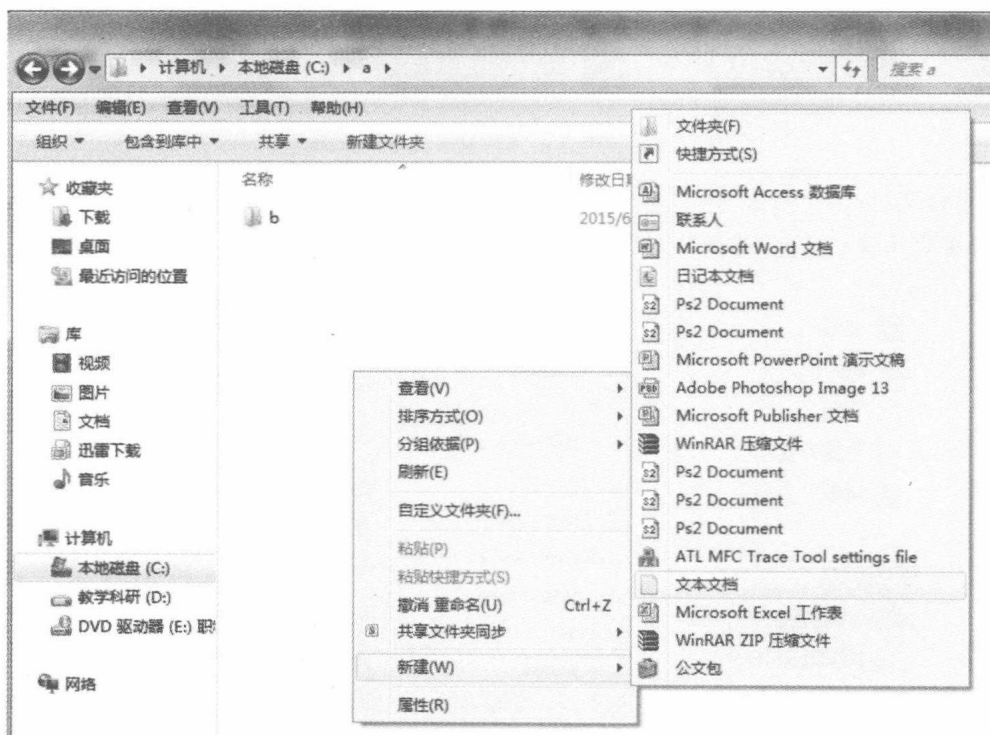 计算机 ▸ 本地磁盘 (C:) ▸ a ▸
搜索 a
文件(F) 编辑(E) 查看(V) 工具(T) 帮助(H)
组织 包含到库中 共享 新建文件夹
收藏夹
下载
桌面
最近访问的位置
库
视频
图片
文档
迅雷下载
音乐
计算机
本地磁盘 (C:)
教学科研 (D:)
DVD 驱动器 (E:)
网络
名称 修改日
b 2015/6
查看(V)
排序方式(O)
分组依据(P)
刷新(E)
自定义文件夹(F)...
粘贴(P)
粘贴快捷方式(S)
撤消 重命名(U) Ctrl+Z
共享文件夹同步
新建(W)
属性(R)
文件夹(F)
快捷方式(S)
Microsoft Access 数据库
联系人
Microsoft Word 文档
日记本文档
Ps2 Document
Ps2 Document
Microsoft PowerPoint 演示文稿
Adobe Photoshop Image 13
Microsoft Publisher 文档
WinRAR 压缩文件
Ps2 Document
Ps2 Document
Ps2 Document
ATL MFC Trace Tool settings file
文本文档
Microsoft Excel 工作表
WinRAR ZIP 压缩文件
公文包